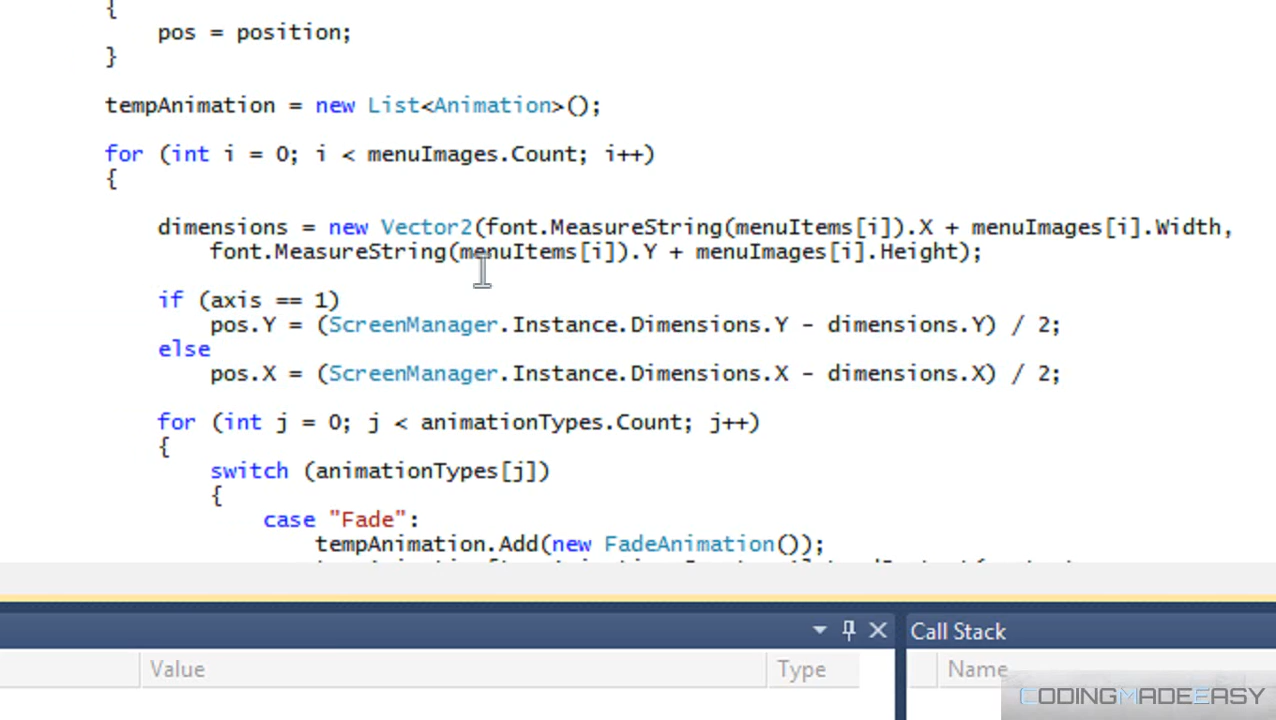 {
pos = position;
}
tempAnimation = new List<Animation>();
for (int i = 0; i < menuImages.Count; i++)
{
dimensions = new Vector2(font.MeasureString(menuItems[i]).X + menuImages[i].Width,
font.MeasureString(menuItems[i]).Y + menuImages[i].Height);
if (axis == 1)
pos.Y = (ScreenManager.Instance.Dimensions.Y - dimensions.Y) / 2;
else
pos.X = (ScreenManager.Instance.Dimensions.X - dimensions.X) / 2;
for (int j = 0; j < animationTypes.Count; j++)
{
switch (animationTypes[j])
{
case "Fade":
tempAnimation.Add(new FadeAnimation());
Call Stack
Value Type Name
CODINGMADEEASY